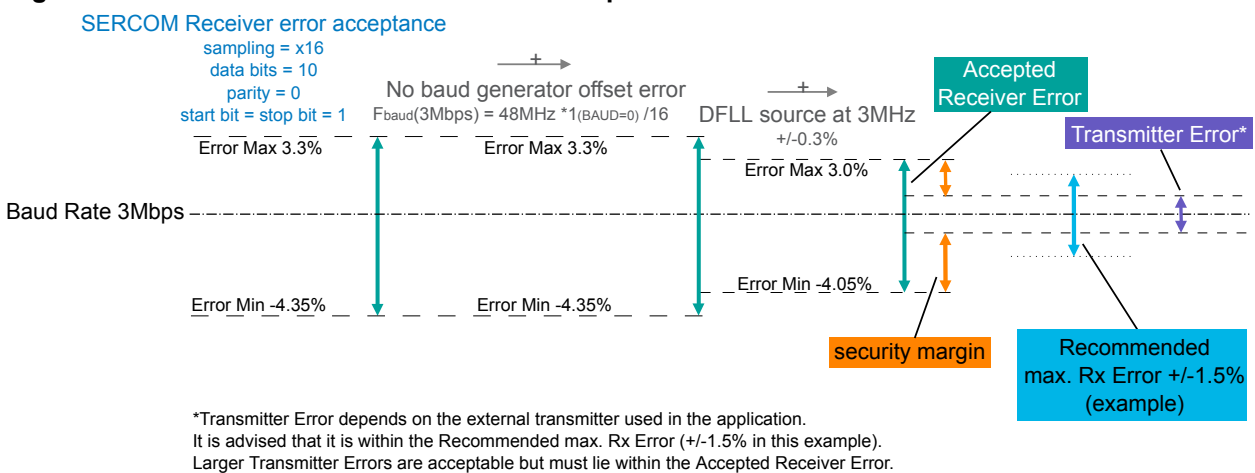 SERCOM Receiver error acceptance
sampling = x16
data bits = 10
parity = 0
start bit = stop bit = 1
+
No baud generator offset error
Fbaud(3Mbps) = 48MHz *1(BAUD=0) /16
+
DFLL source at 3MHz
+/-0.3%
Accepted
Receiver Error
Transmitter Error*
Error Max 3.3%
Error Max 3.3%
Error Max 3.0%
Baud Rate 3Mbps
Error Min -4.35%
Error Min -4.35%
Error Min -4.05%
security margin
Recommended
max. Rx Error +/-1.5%
(example)
*Transmitter Error depends on the external transmitter used in the application.
It is advised that it is within the Recommended max. Rx Error (+/-1.5% in this example).
Larger Transmitter Errors are acceptable but must lie within the Accepted Receiver Error.